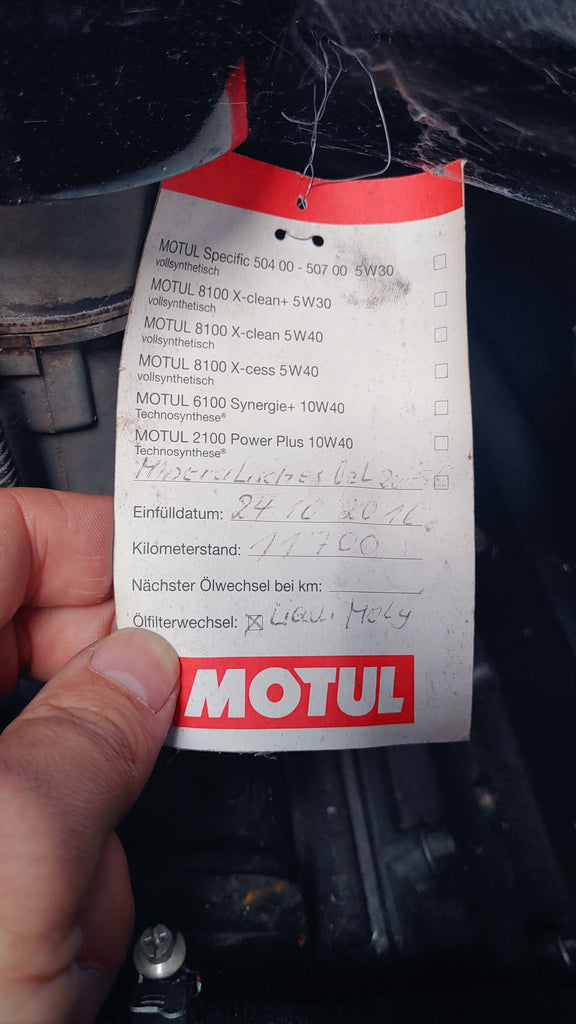 MOTUL Specific 504 00 - 507 00 5W30
vollsynthetisch
MOTUL 8100 X-clean+ 5W30
vollsynthetisch
MOTUL 8100 X-clean 5W40
vollsynthetisch
MOTUL 8100 X-cess 5W40
vollsynthetisch
MOTUL 6100 Synergie+ 10W40
Technosynthese®
MOTUL 2100 Power Plus 10W40
Technosynthese®
Einfülldatum: 24 10 2016
Kilometerstand: 11700
Nächster Ölwechsel bei km:
Ölfilterwechsel: Liqui Moly
MOTUL